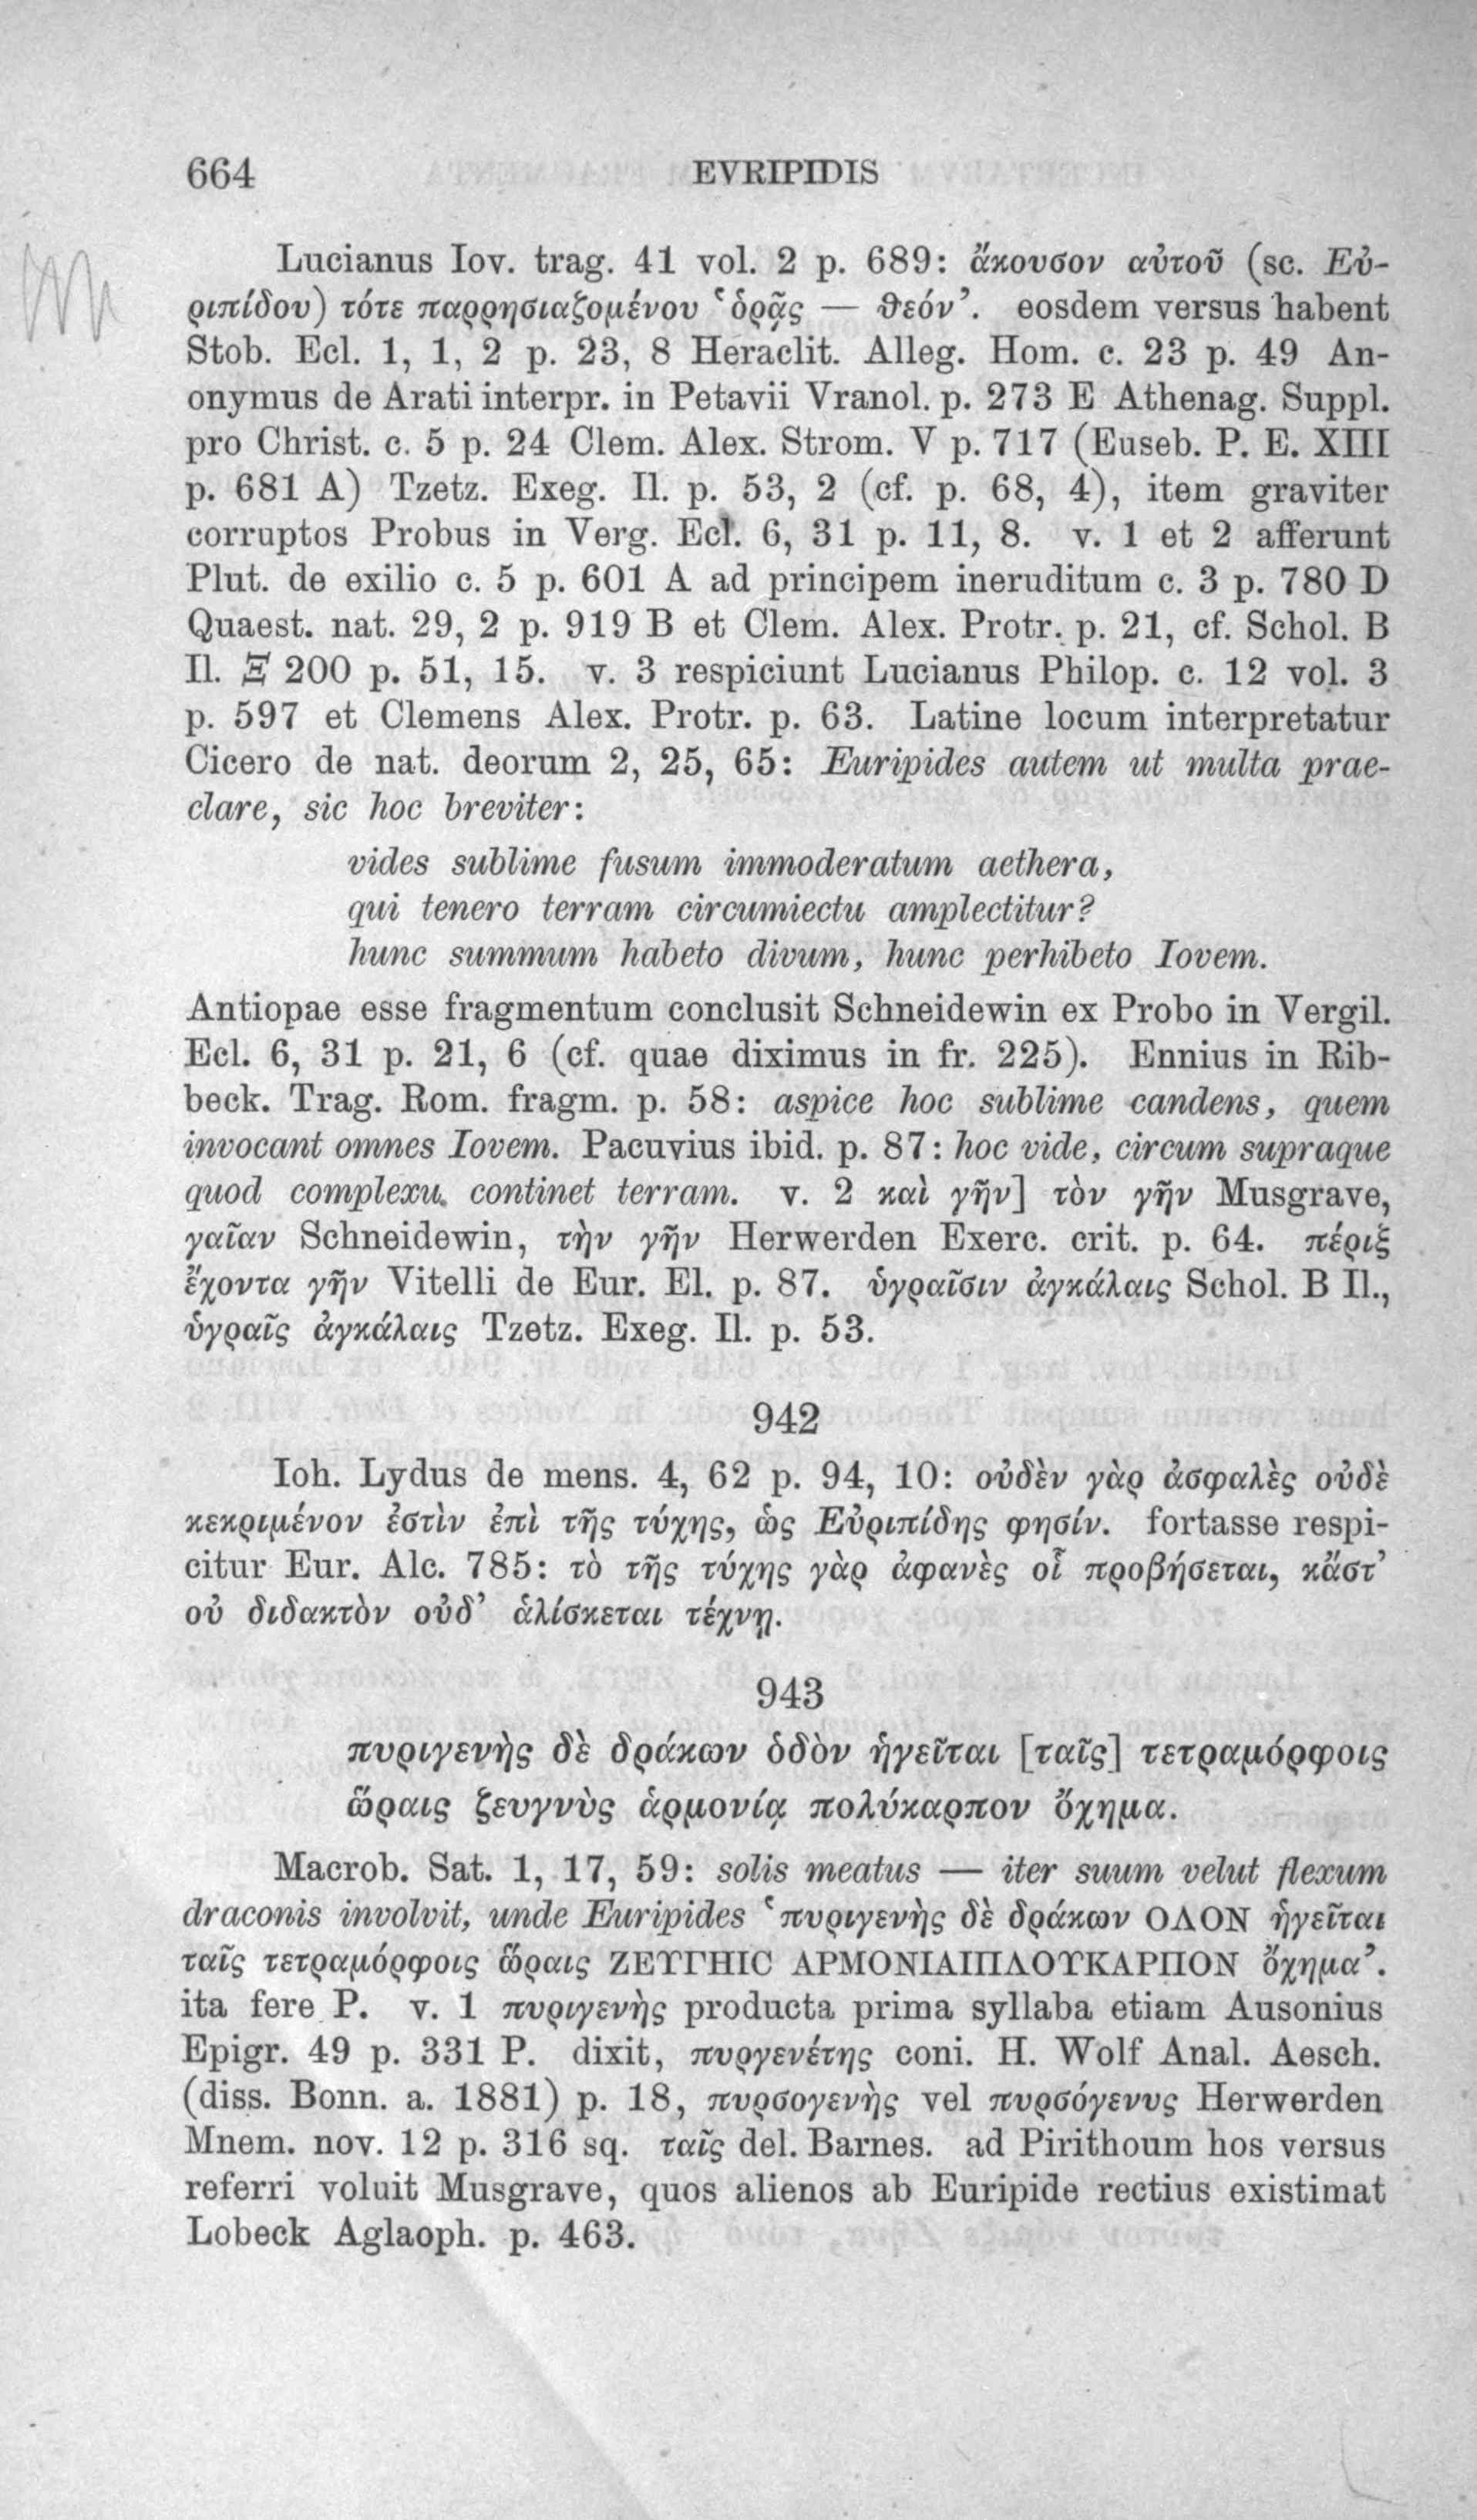 664 EVRIPIDIS
Lucianus Iov. trag. 41 vol. 2 p. 689: ἄκουσον αὐτοῦ (sc. Εὐ-
ριπίδου) τότε παρρησιαζομένου ‘ὁρᾷς — θεόν’. eosdem versus habent
Stob. Ecl. 1, 1, 2 p. 23, 8 Heraclit. Alleg. Hom. c. 23 p. 49 An-
onymus de Arati interpr. in Petavii Vranol. p. 273 E Athenag. Suppl.
pro Christ. c. 5 p. 24 Clem. Alex. Strom. V p. 717 (Euseb. P. E. XIII
p. 681 A) Tzetz. Exeg. Il. p. 53, 2 (cf. p. 68, 4), item graviter
corruptos Probus in Verg. Ecl. 6, 31 p. 11, 8. v. 1 et 2 afferunt
Plut. de exilio c. 5 p. 601 A ad principem ineruditum c. 3 p. 780 D
Quaest. nat. 29, 2 p. 919 B et Clem. Alex. Protr. p. 21, cf. Schol. B
Il. Ξ 200 p. 51, 15. v. 3 respiciunt Lucianus Philop. c. 12 vol. 3
p. 597 et Clemens Alex. Protr. p. 63. Latine locum interpretatur
Cicero de nat. deorum 2, 25, 65: Euripides autem ut multa prae-
clare, sic hoc breviter:
vides sublime fusum immoderatum aethera,
qui tenero terram circumiectu amplectitur?
hunc summum habeto divum, hunc perhibeto Iovem.
Antiopae esse fragmentum conclusit Schneidewin ex Probo in Vergil.
Ecl. 6, 31 p. 21, 6 (cf. quae diximus in fr. 225). Ennius in Rib-
beck. Trag. Rom. fragm. p. 58: aspice hoc sublime candens, quem
invocant omnes Iovem. Pacuvius ibid. p. 87: hoc vide, circum supraque
quod complexu continet terram. v. 2 καὶ γῆν] τὸν γῆν Musgrave,
γαῖαν Schneidewin, τὴν γῆν Herwerden Exerc. crit. p. 64. πέριξ
ἔχοντα γῆν Vitelli de Eur. El. p. 87. ὑγραῖσιν ἀγκάλαις Schol. B Il.,
ὑγραῖς ἀγκάλαις Tzetz. Exeg. Il. p. 53.
942
Ioh. Lydus de mens. 4, 62 p. 94, 10: οὐδὲν γὰρ ἀσφαλὲς οὐδὲ
κεκριμένον ἐστὶν ἐπὶ τῆς τύχης, ὡς Εὐριπίδης φησίν. fortasse respi-
citur Eur. Alc. 785: τὸ τῆς τύχης γὰρ ἀφανὲς οἷ προβήσεται, κἄστ’
οὐ διδακτὸν οὐδ’ ἁλίσκεται τέχνῃ.
943
πυριγενὴς δὲ δράκων ὁδὸν ἡγεῖται [ταῖς] τετραμόρφοις
ὥραις ζευγνὺς ἁρμονίᾳ πολύκαρπον ὄχημα.
Macrob. Sat. 1, 17, 59: solis meatus — iter suum velut flexum
draconis involvit, unde Euripides ‘πυριγενὴς δὲ δράκων ΟΛΟΝ ἡγεῖται
ταῖς τετραμόρφοις ὥραις ΖΕΥΓΗΙC ΑΡΜΟΝΙΑΙΠΛΟΥΚΑΡΠΟΝ ὄχημα’.
ita fere P. v. 1 πυριγενὴς producta prima syllaba etiam Ausonius
Epigr. 49 p. 331 P. dixit, πυργενέτης coni. H. Wolf Anal. Aesch.
(diss. Bonn. a. 1881) p. 18, πυρσογενὴς vel πυρσόγενυς Herwerden
Mnem. nov. 12 p. 316 sq. ταῖς del. Barnes. ad Pirithoum hos versus
referri voluit Musgrave, quos alienos ab Euripide rectius existimat
Lobeck Aglaoph. p. 463.